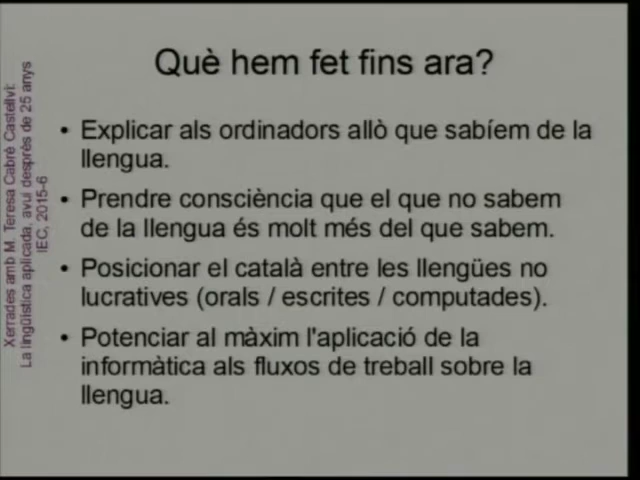 Què hem fet fins ara?
Explicar als ordinadors allò que sabíem de la
llengua.
Prendre consciència que el que no sabem
de la llengua és molt més del que sabem.
Posicionar el català entre les llengües no
lucratives (orals / escrites / computades).
Potenciar al màxim l'aplicació de la
informàtica als fluxos de treball sobre la
llengua.
Xerrades amb M. Teresa Cabré Castellví:
La lingüística aplicada, avui després de 25 anys
IEC, 2015-6